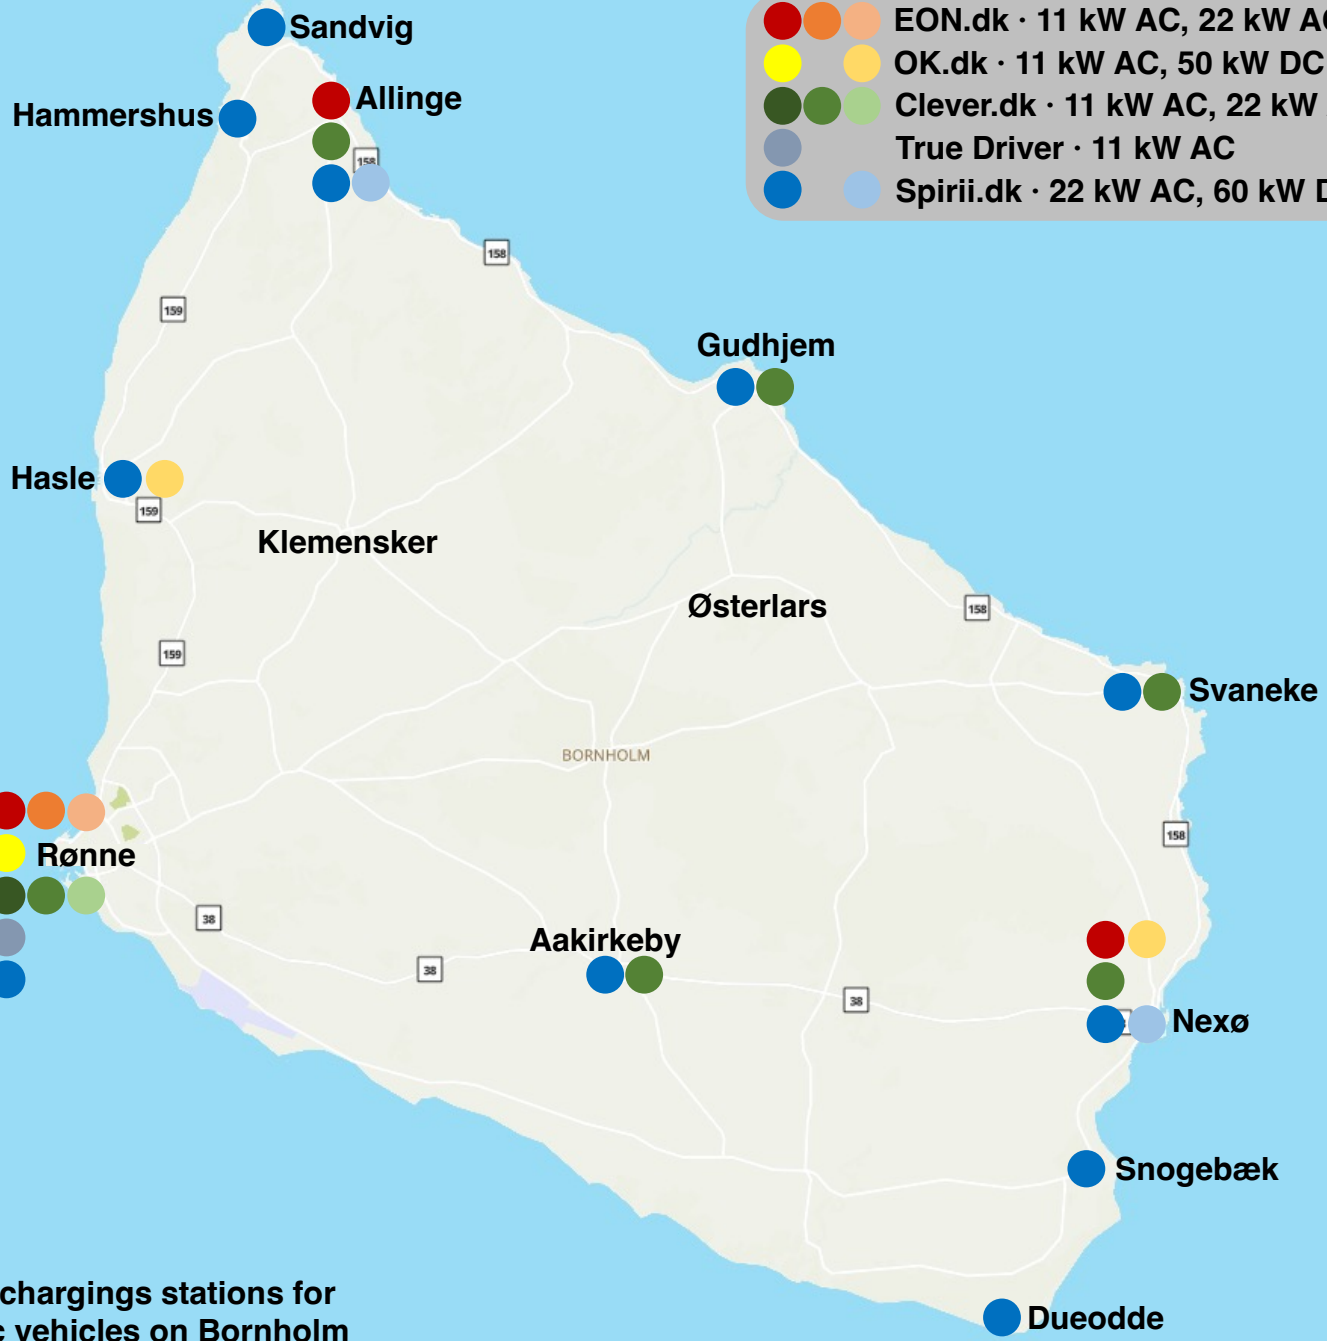 Sandvig
EON.dk · 11 kW AC, 22 kW AC
OK.dk · 11 kW AC, 50 kW DC
Clever.dk · 11 kW AC, 22 kW
True Driver · 11 kW AC
Spirii.dk · 22 kW AC, 60 kW D
Allinge
Hammershus
158
158
159
Gudhjem
Hasle
159
Klemensker
Østerlars
158
159
Svaneke
BORNHOLM
158
Rønne
38
Aakirkeby
38
38
Nexø
Snogebæk
chargings stations for
c vehicles on Bornholm
Dueodde